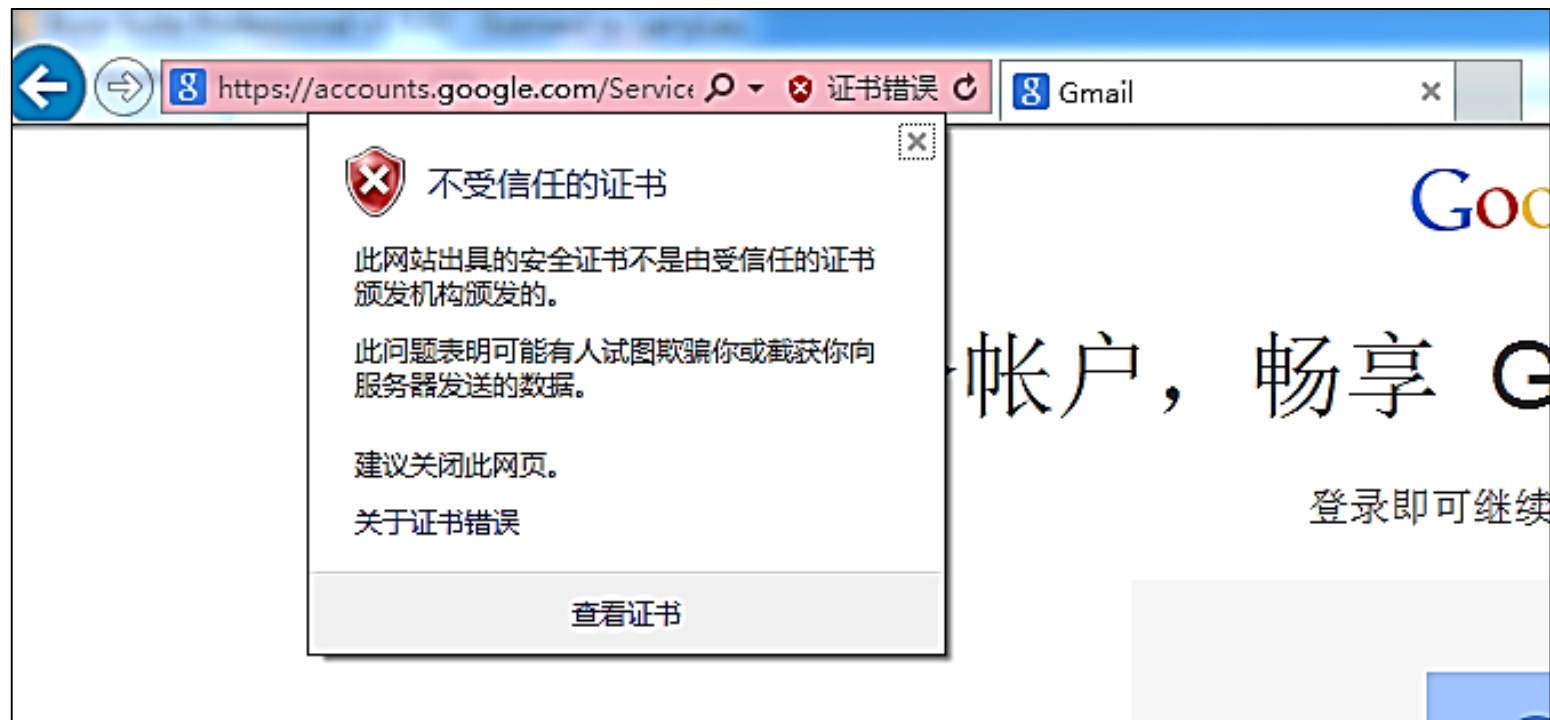 https://accounts.google.com/Service
证书错误
Gmail
不受信任的证书
此网站出具的安全证书不是由受信任的证书
颁发机构颁发的。
此问题表明可能有人试图欺骗你或截获你向
服务器发送的数据。
建议关闭此网页。
关于证书错误
查看证书
Goo
帐户，畅享 G
登录即可继续